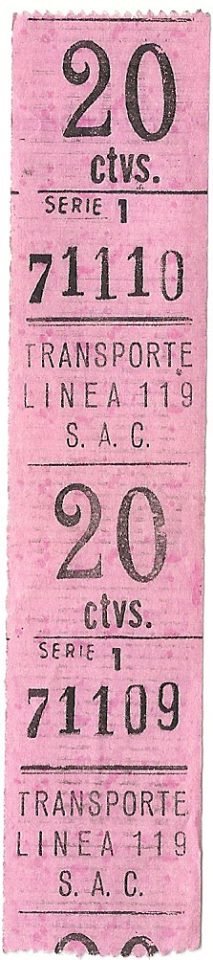 20
ctvs.
SERIE 1
71110
TRANSPORTE
LINEA 119
S. A. C.
20
ctvs.
SERIE 1
71109
TRANSPORTE
LINEA 119
S. A. C.